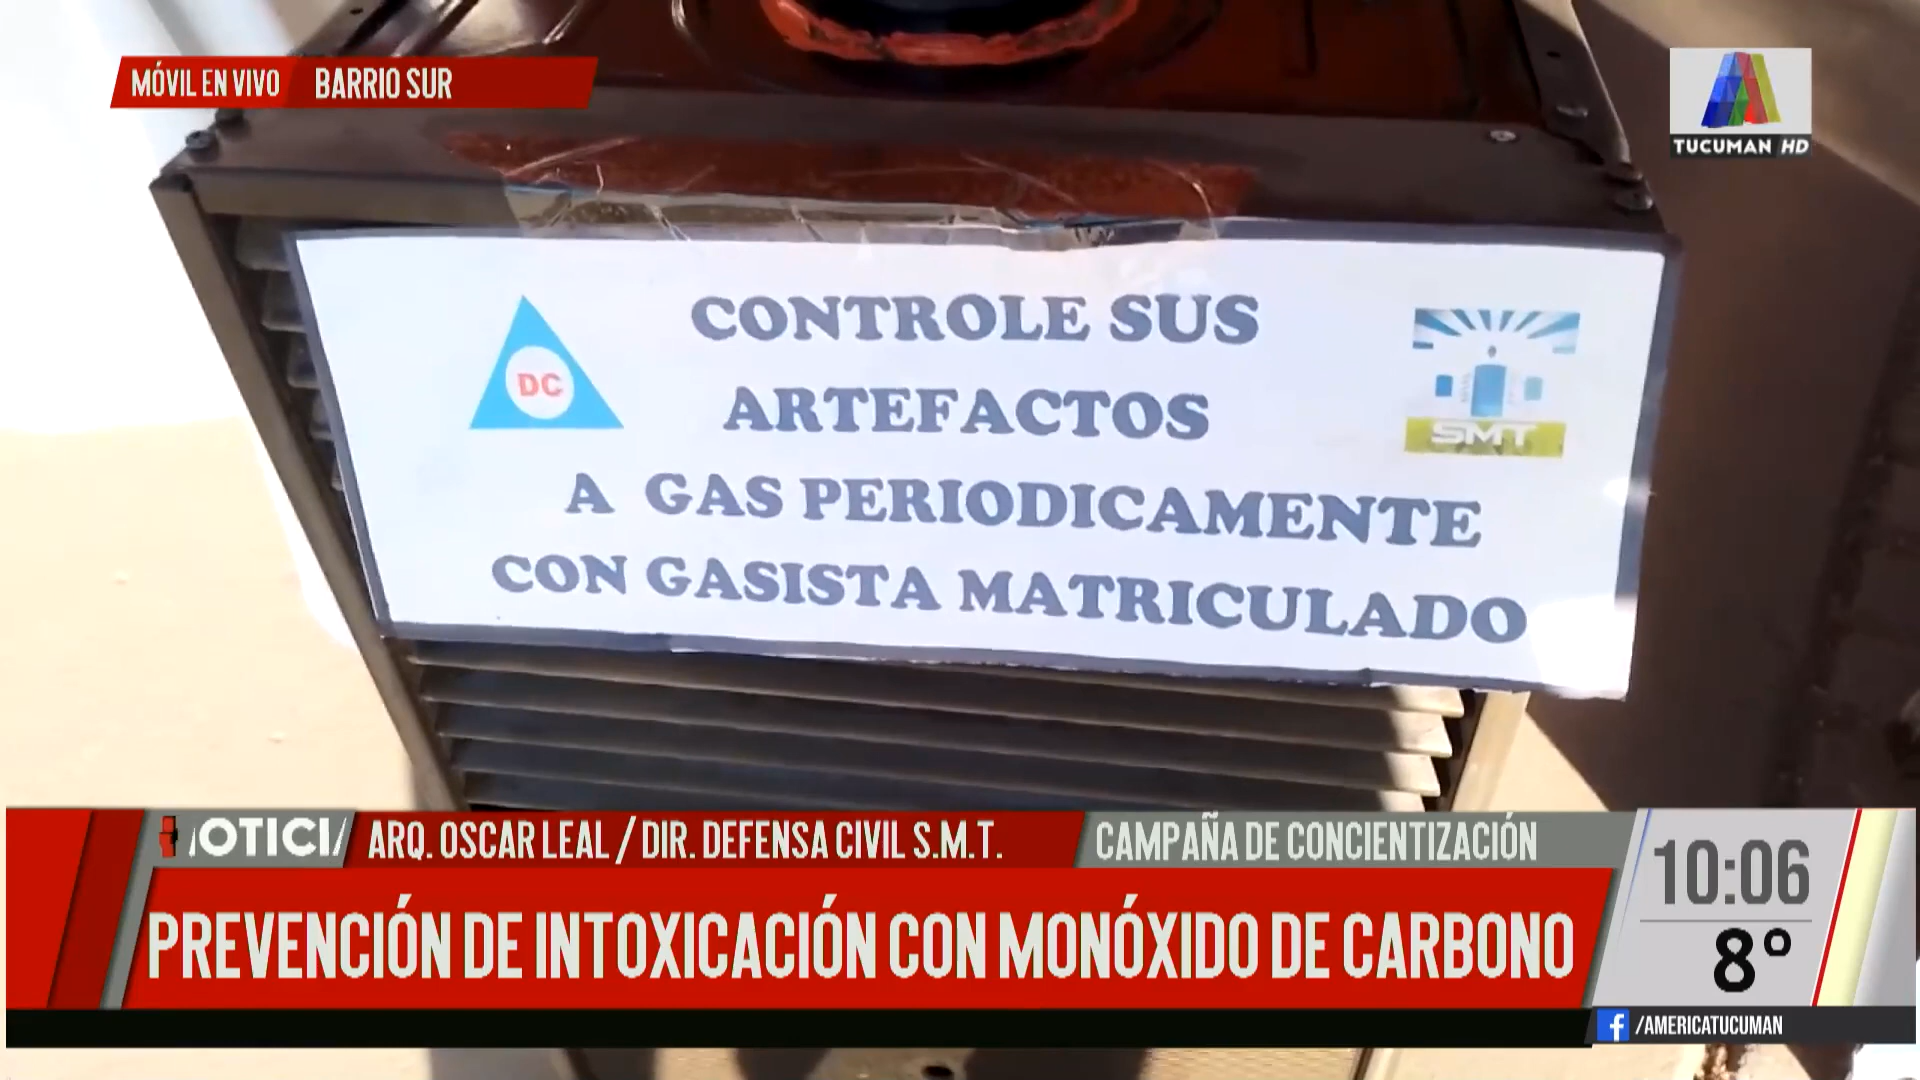 MÓVIL EN VIVO BARRIO SUR
TUCUMAN HD
CONTROLE SUS
ARTEFACTOS
A GAS PERIODICAMENTE
CON GASISTA MATRICULADO
DC
SMT
OTICI
ARQ. OSCAR LEAL / DIR. DEFENSA CIVIL S.M.T.
CAMPAÑA DE CONCIENTIZACIÓN
PREVENCIÓN DE INTOXICACIÓN CON MONÓXIDO DE CARBONO
10:06
8°
/AMERICATUCUMAN